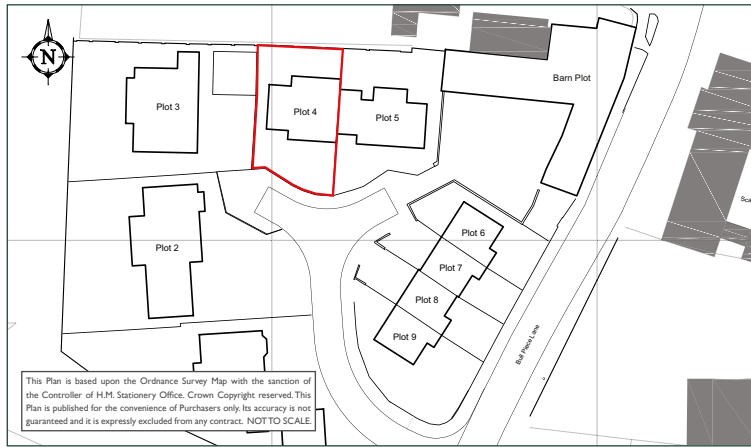 N
Barn Plot
Plot 3
Plot 4
Plot 5
Plot 6
Plot 2
Plot 7
Plot 8
Plot 9
Bull Piece Lane
This Plan is based upon the Ordnance Survey Map with the sanction of
the Controller of H.M. Stationery Office. Crown Copyright reserved. This
Plan is published for the convenience of Purchasers only. Its accuracy is not
guaranteed and it is expressly excluded from any contract. NOT TO SCALE.